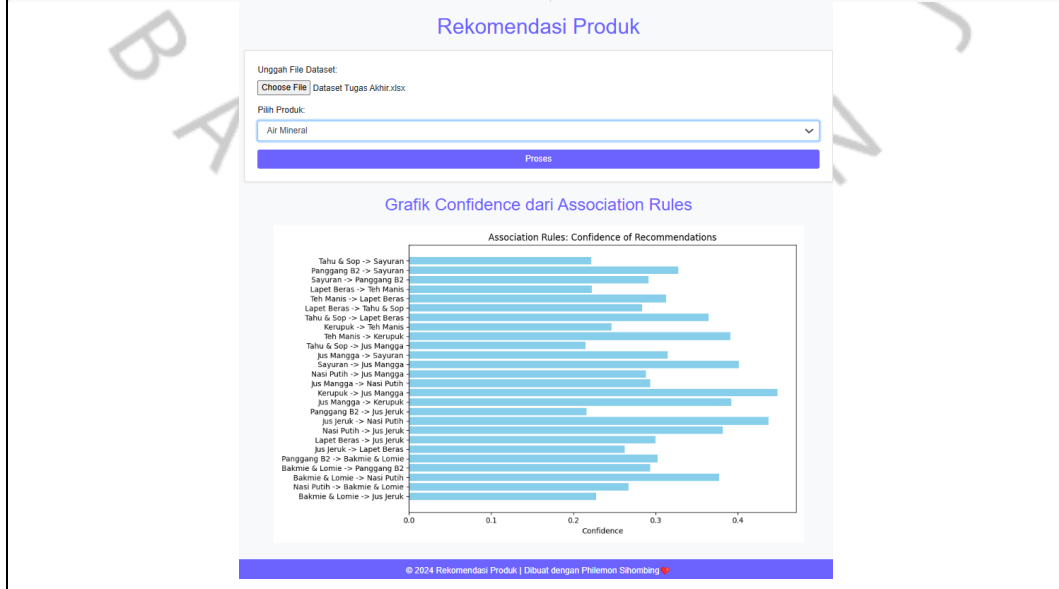 Rekomendasi Produk
Unggah File Dataset:
Choose File Dataset Tugas Akhir.xlsx
Pilih Produk:
Air Mineral
Proses
Grafik Confidence dari Association Rules
Association Rules: Confidence of Recommendations
Tahu & Sop -> Sayuran
Panggang B2 -> Sayuran
Sayuran -> Panggang B2
Lapet Beras -> Teh Manis
Teh Manis -> Lapet Beras
Lapet Beras -> Tahu & Sop
Tahu & Sop -> Lapet Beras
Kerupuk -> Teh Manis
Teh Manis -> Kerupuk
Tahu & Sop -> Jus Mangga
Jus Mangga -> Sayuran
Sayuran -> Jus Mangga
Nasi Putih -> Jus Mangga
Jus Mangga -> Nasi Putih
Kerupuk -> Jus Mangga
Jus Mangga -> Kerupuk
Panggang B2 -> Jus Jeruk
Jus Jeruk -> Nasi Putih
Nasi Putih -> Jus Jeruk
Lapet Beras -> Jus Jeruk
Jus Jeruk -> Lapet Beras
Panggang B2 -> Bakmie & Lomie
Bakmie & Lomie -> Panggang B2
Bakmie & Lomie -> Nasi Putih
Nasi Putih -> Bakmie & Lomie
Bakmie & Lomie -> Jus Jeruk
0.0 0.1 0.2 0.3 0.4
Confidence
© 2024 Rekomendasi Produk | Dibuat dengan Philemon Sihombing